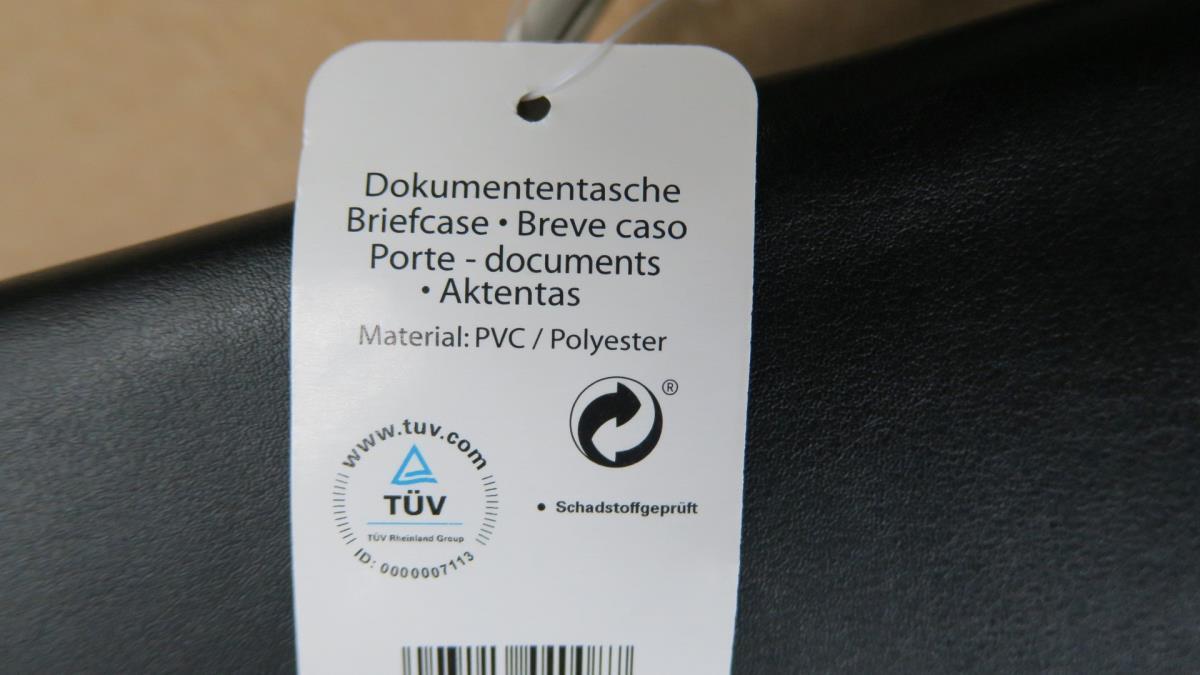 Dokumententasche
Briefcase • Breve caso
Porte - documents
• Aktentas
Material: PVC / Polyester
®
www.tuv.com
TÜV
TÜV Rheinland Group
ID: 0000007113
• Schadstoffgeprüft